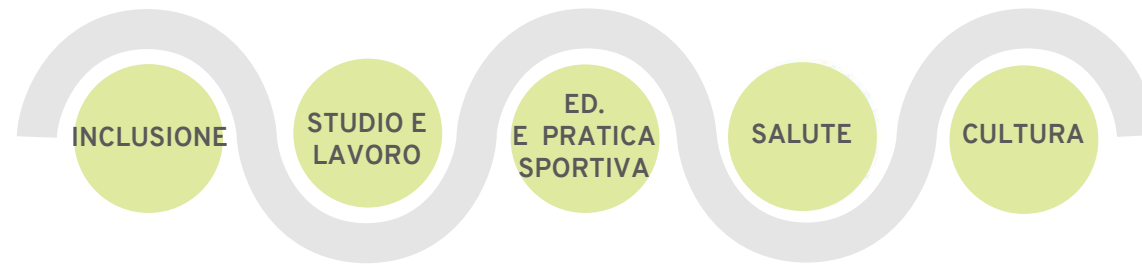 INCLUSIONE
STUDIO E
LAVORO
ED.
E PRATICA
SPORTIVA
SALUTE
CULTURA